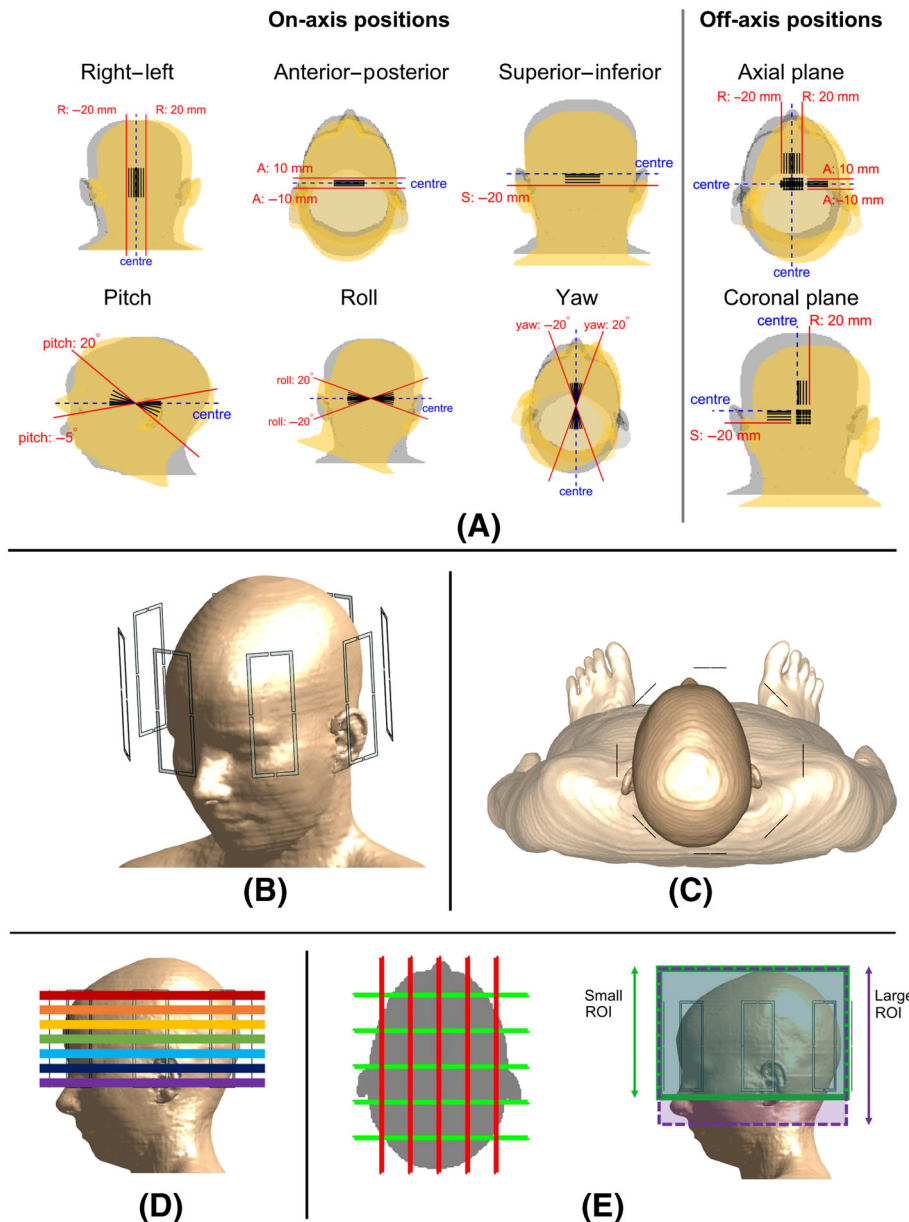 On-axis positions
Off-axis positions
Right–left
Anterior–posterior
Superior–inferior
Axial plane
R: –20 mm
R: 20 mm
centre
A: 10 mm
A: –10 mm
centre
S: –20 mm
centre
R: –20 mm
R: 20 mm
A: 10 mm
A: –10 mm
centre
centre
Pitch
Roll
Yaw
Coronal plane
pitch: 20°
pitch: –5°
centre
roll: 20°
roll: –20°
centre
yaw: –20°
yaw: 20°
centre
centre
R: 20 mm
centre
S: –20 mm
(A)
(B)
(C)
Small
ROI
Large
ROI
(D)
(E)